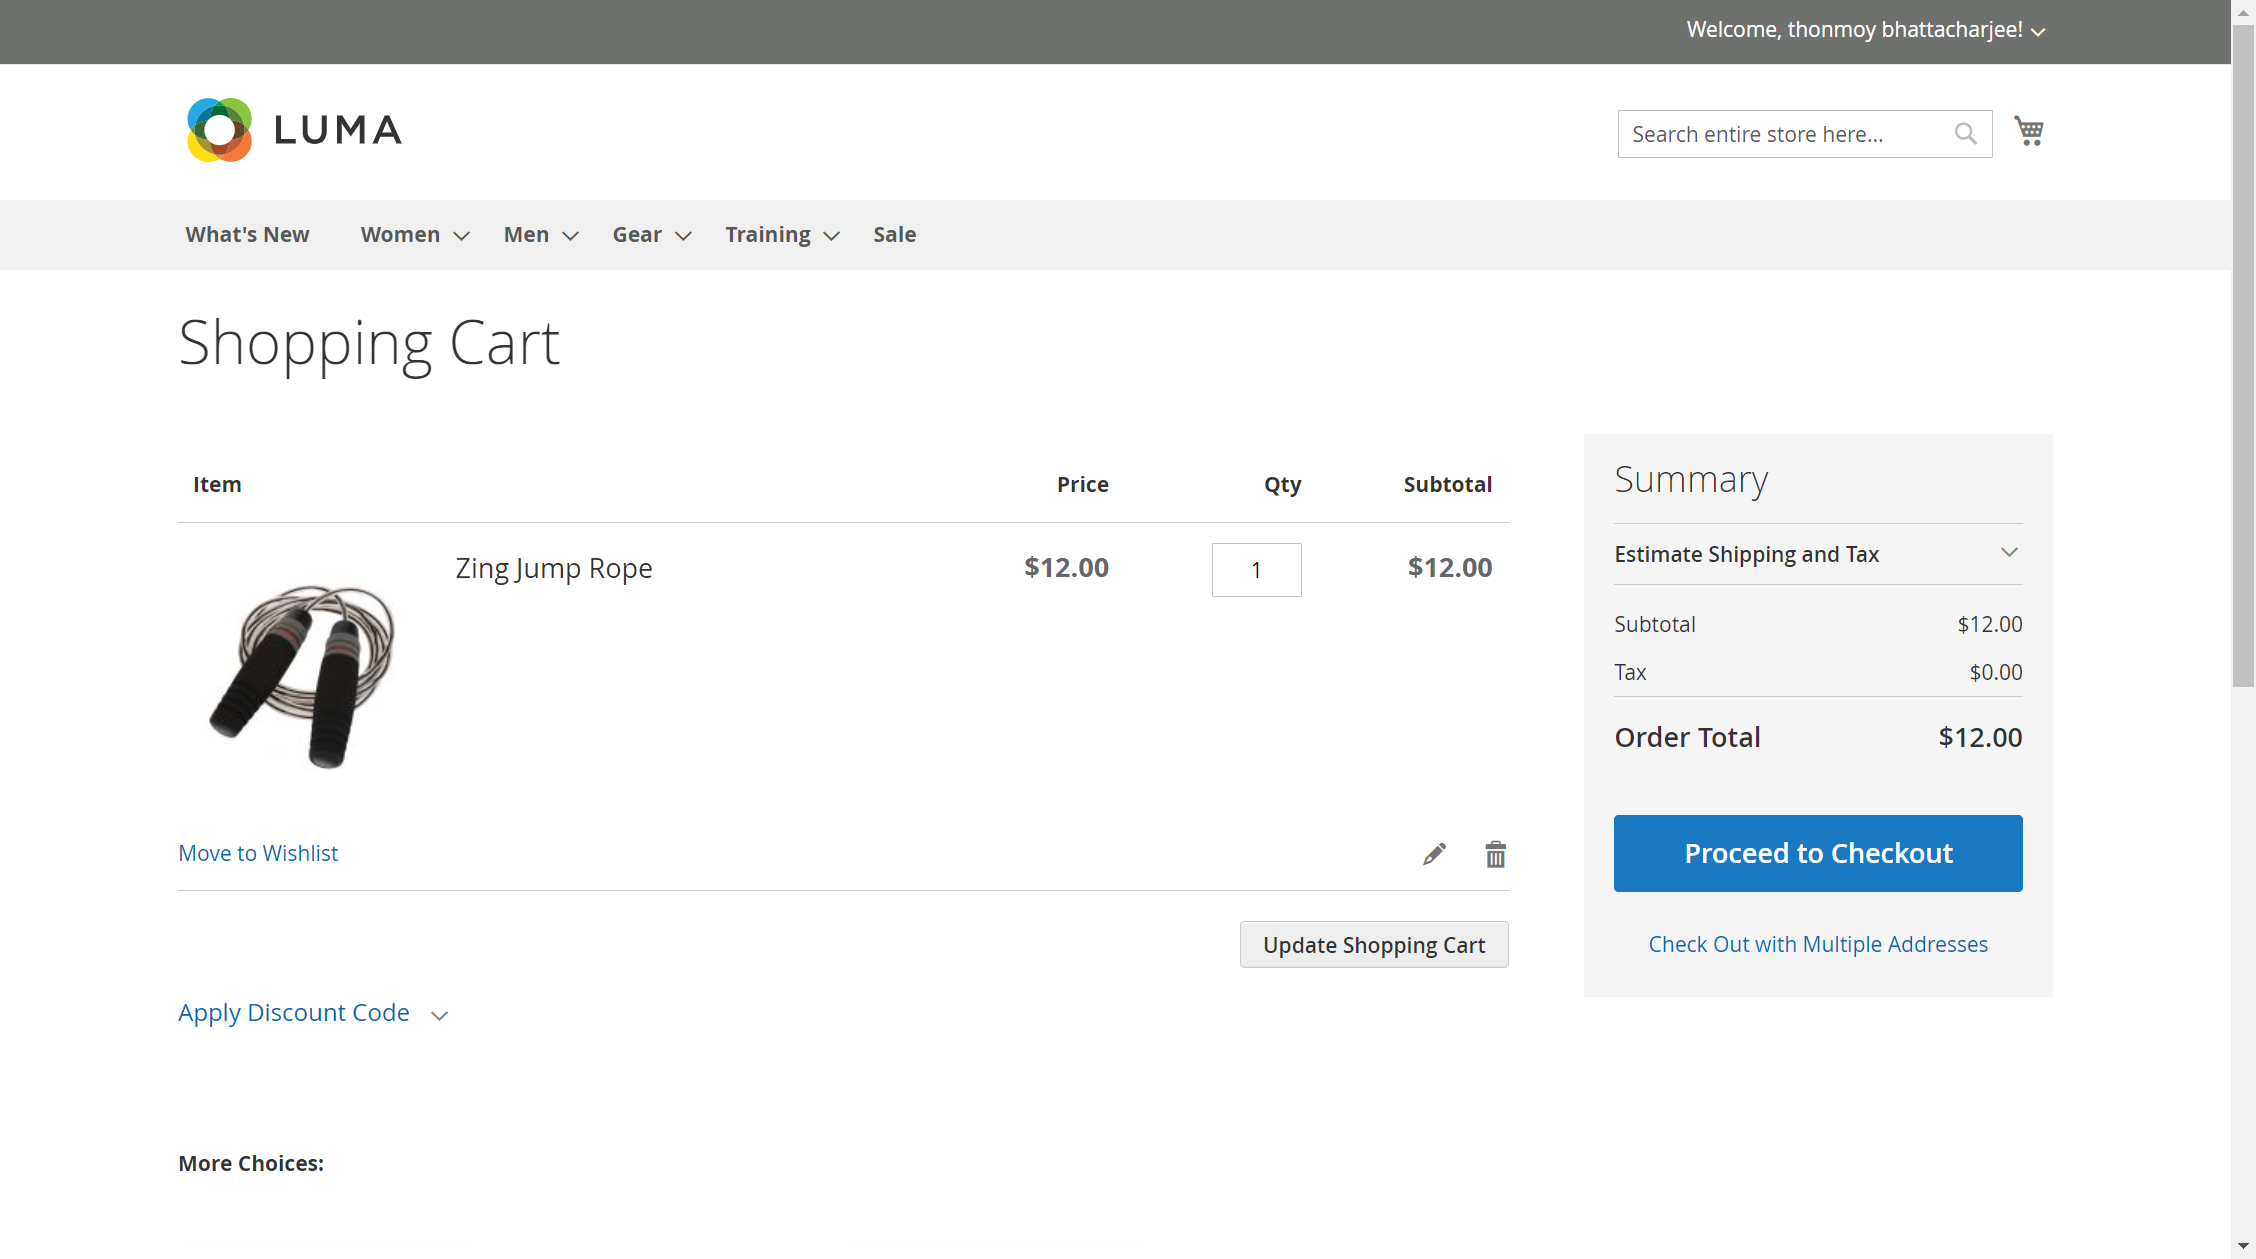 Welcome, thonmoy bhattacharjee!
LUMA
Search entire store here...
What's New Women Men Gear Training Sale
Shopping Cart
Item Price Qty Subtotal
Zing Jump Rope $12.00 1 $12.00
Move to Wishlist
Update Shopping Cart
Apply Discount Code
More Choices:
Summary
Estimate Shipping and Tax
Subtotal $12.00
Tax $0.00
Order Total $12.00
Proceed to Checkout
Check Out with Multiple Addresses